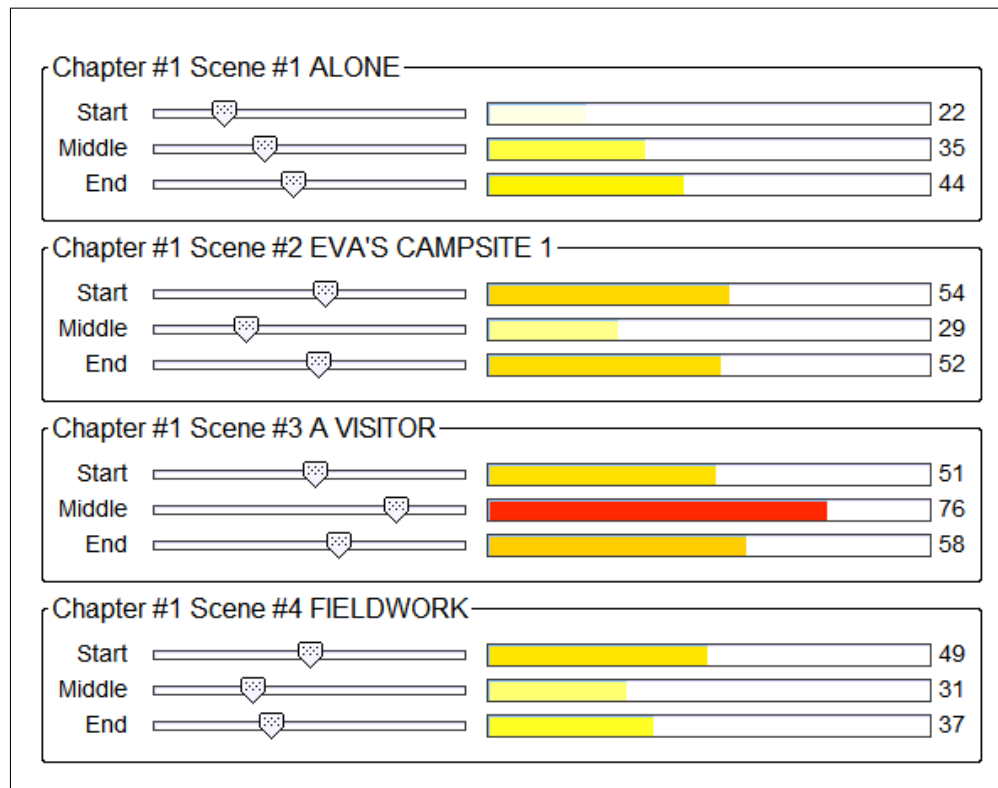 Chapter #1 Scene #1 ALONE
Start 22
Middle 35
End 44
Chapter #1 Scene #2 EVA'S CAMPSITE 1
Start 54
Middle 29
End 52
Chapter #1 Scene #3 A VISITOR
Start 51
Middle 76
End 58
Chapter #1 Scene #4 FIELDWORK
Start 49
Middle 31
End 37